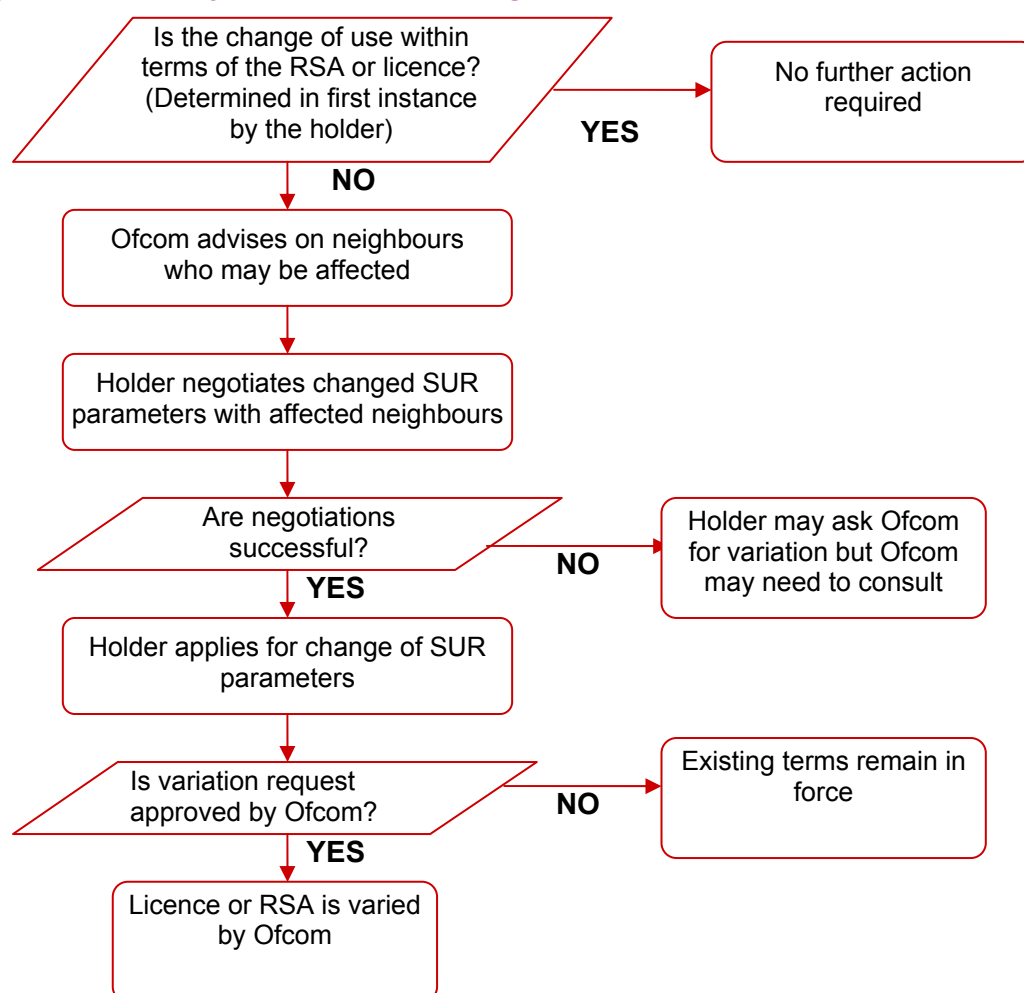 Is the change of use within
terms of the RSA or licence?
(Determined in first instance
by the holder)
No further action
required
YES
NO
Ofcom advises on neighbours
who may be affected
Holder negotiates changed SUR
parameters with affected neighbours
Are negotiations
successful?
Holder may ask Ofcom
for variation but Ofcom
may need to consult
NO
YES
Holder applies for change of SUR
parameters
Is variation request
approved by Ofcom?
Existing terms remain in
force
NO
YES
Licence or RSA is varied
by Ofcom